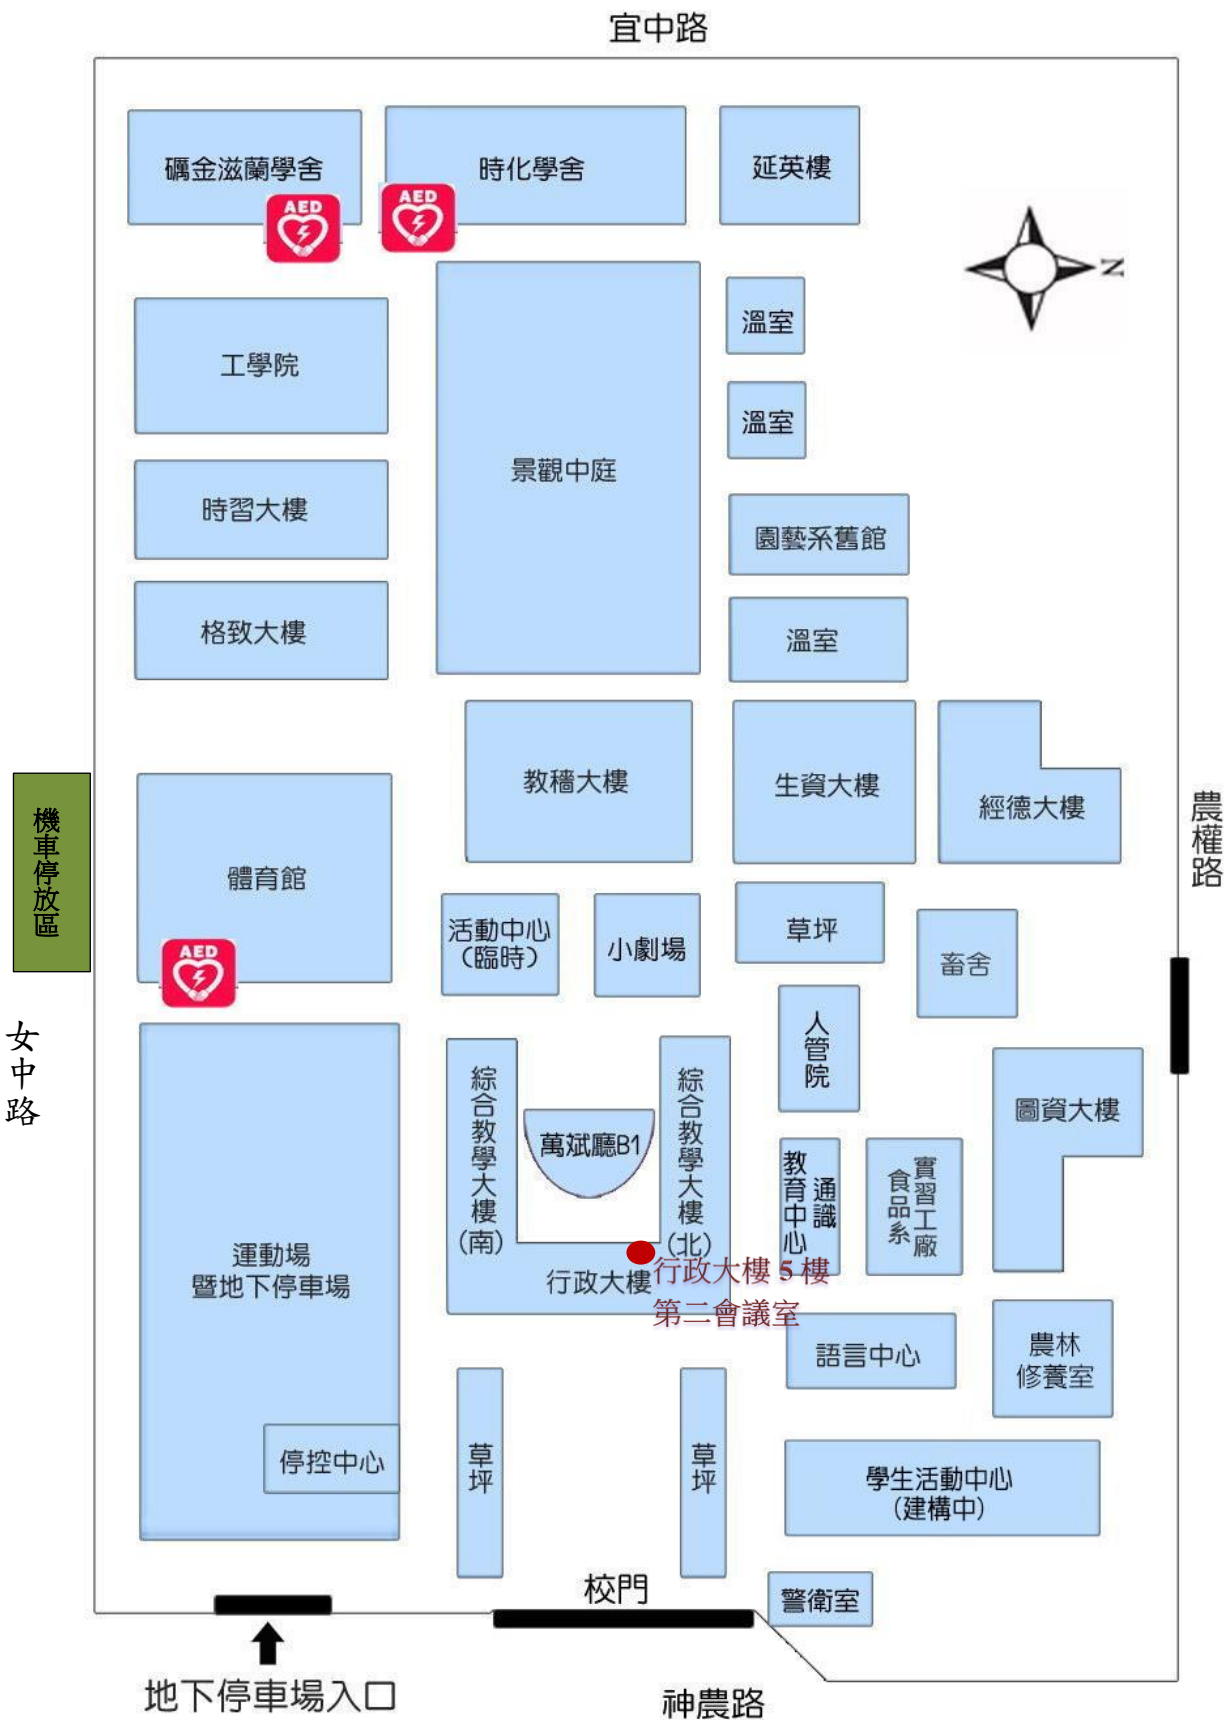 宜中路
礪金滋蘭學舍
時化學舍
延英樓
AED
AED
N
溫室
工學院
溫室
景觀中庭
時習大樓
園藝系舊館
格致大樓
溫室
教穡大樓
生資大樓
經德大樓
機車停放區
農權路
體育館
活動中心
（臨時）
小劇場
草坪
畜舍
AED
女中路
人管院
綜合教學大樓
(南)
綜合教學大樓
(北)
萬斌廳B1
圖資大樓
通識
教育中心
實習工廠
食品系
運動場
暨地下停車場
行政大樓
行政大樓 5 樓
第二會議室
語言中心
農林
修養室
停控中心
草坪
草坪
學生活動中心
（建構中）
校門
警衛室
地下停車場入口
神農路